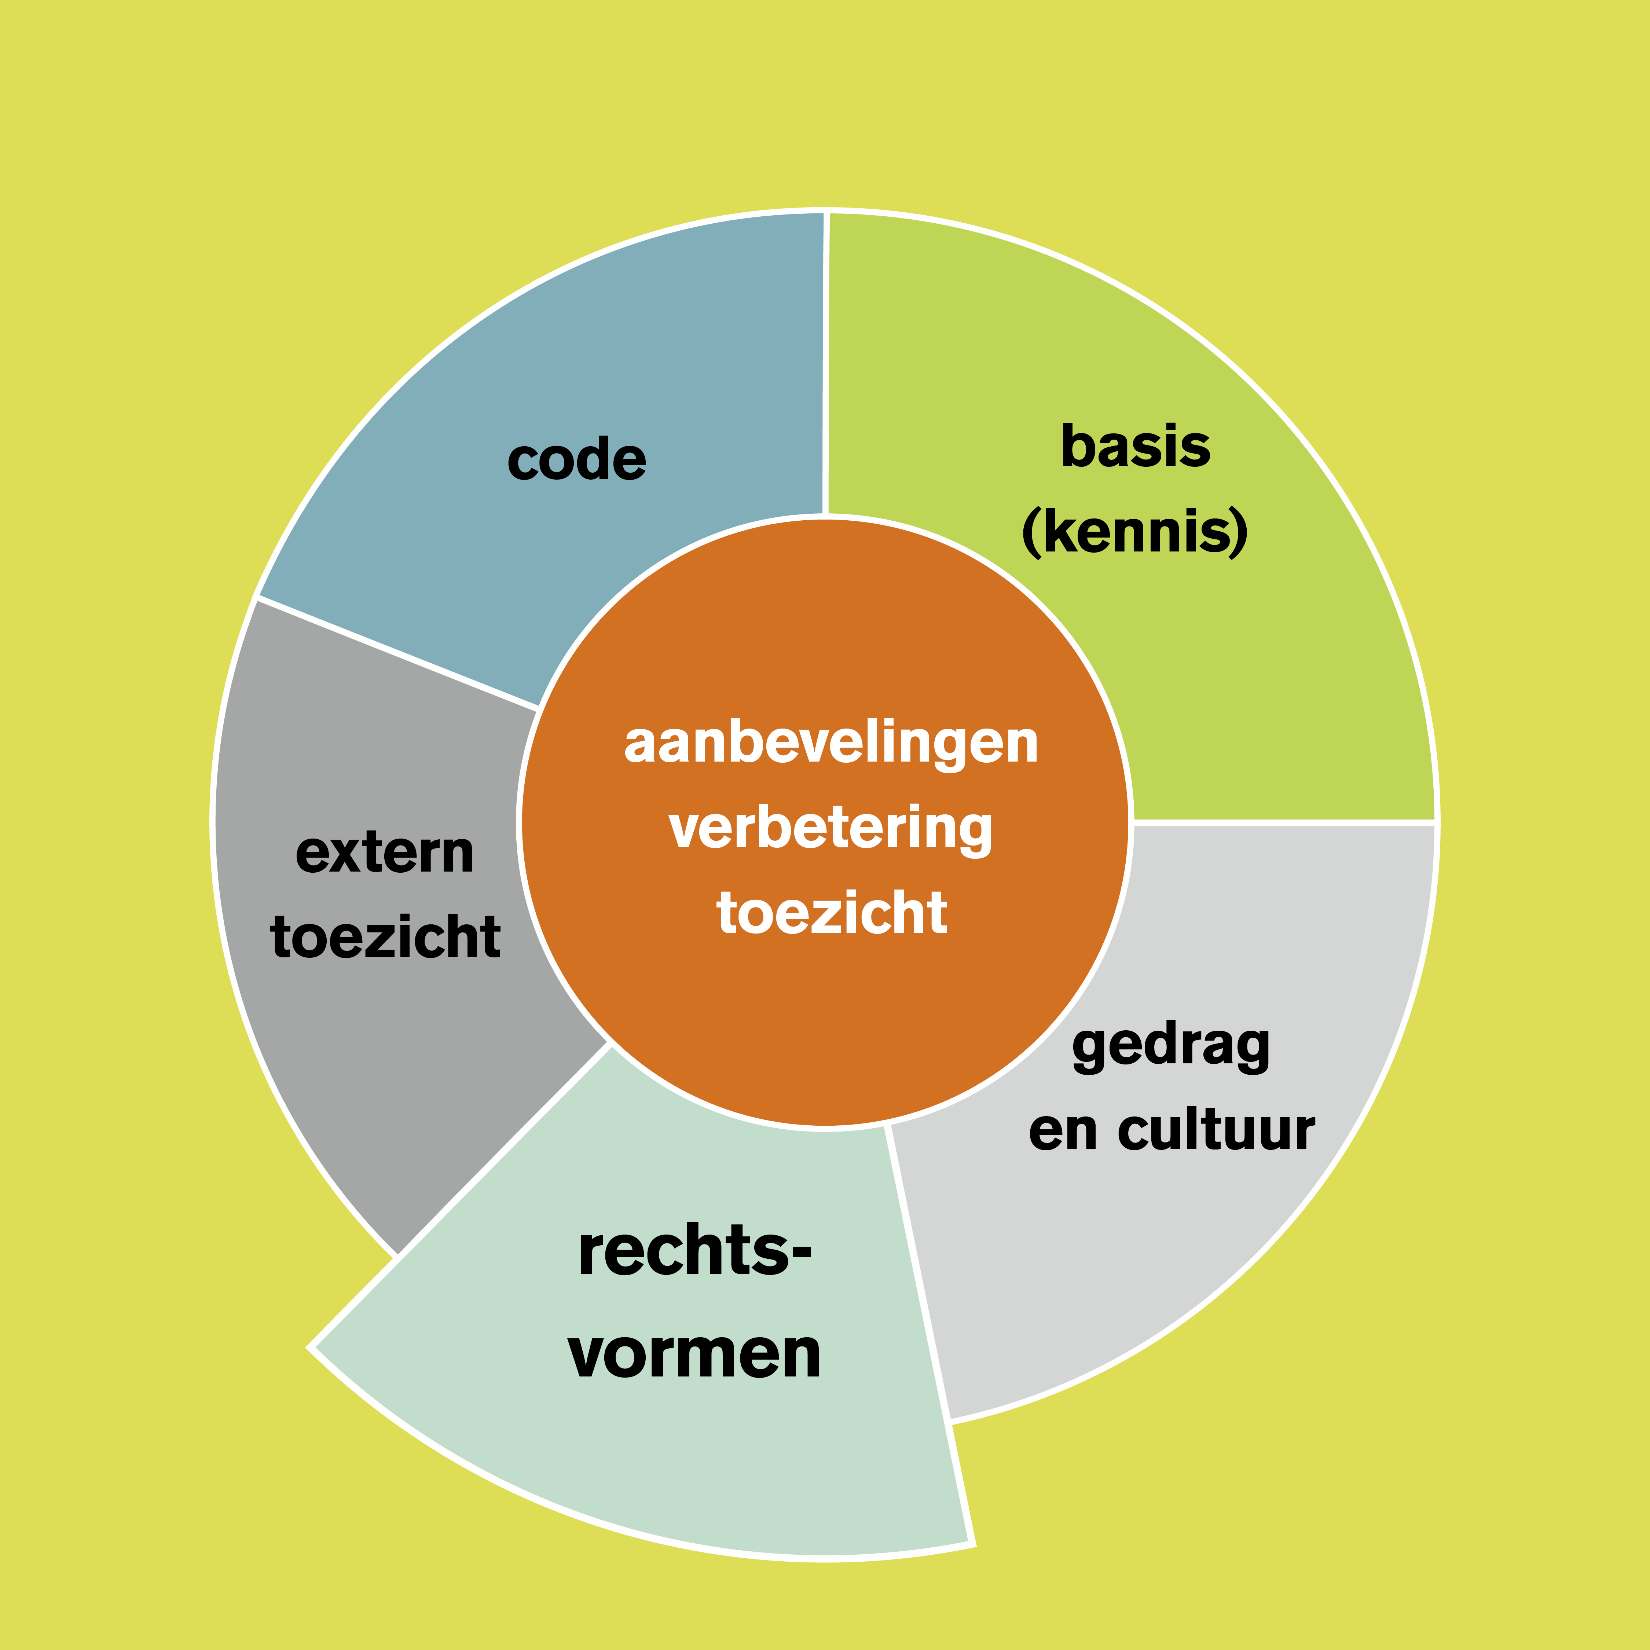 code
basis
(kennis)
aanbevelingen
verbetering
toezicht
extern
toezicht
gedrag
en cultuur
rechts-
vormen